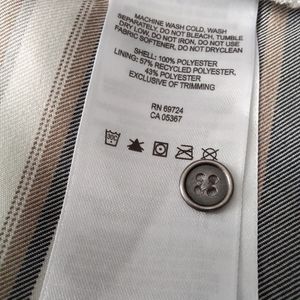 MACHINE WASH COLD, WASH
SEPARATELY, DO NOT BLEACH, TUMBLE
DRY LOW, DO NOT IRON, DO NOT USE
FABRIC SOFTENER, DO NOT DRYCLEAN
SHELL: 100% POLYESTER
LINING: 57% RECYCLED POLYESTER,
43% POLYESTER
EXCLUSIVE OF TRIMMING
RN 69724
CA 05367